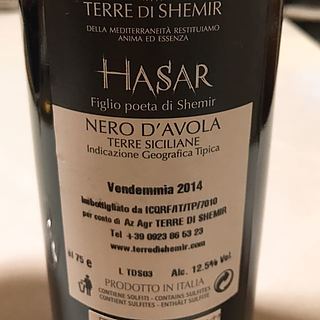 TERRE DI SHEMIR
DELLA MEDITERRANEITÀ RESTITUIAMO
ANIMA ED ESSENZA
HASAR
Figlio poeta di Shemir
NERO D'AVOLA
TERRE SICILIANE
Indicazione Geografica Tipica
Vendemmia 2014
Imbottigliato da ICQRF/IT/TP/7010
per conto di Az Agr TERRE DI SHEMIR
Tel +39 0923 86 53 23
www.terredishemir.com
cl 75 e
L TDS03 Alc. 12.5% Vol.
PRODOTTO IN ITALIA
CONTIENE SOLFITI - CONTAINS SULFITES
CONTIENT SULFITES - ENTHÄLT SULFITE